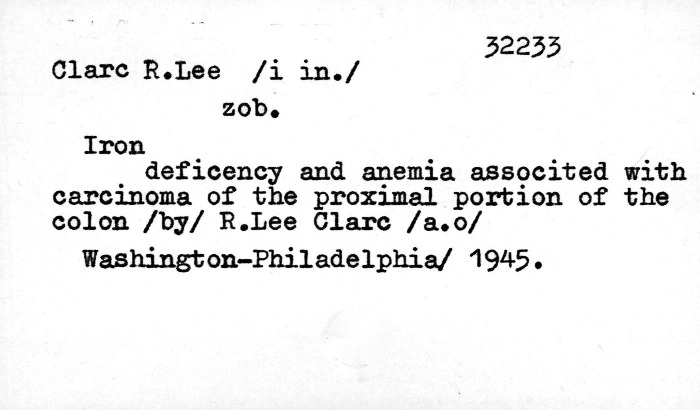 32233
Clarc R.Lee /i in./
zob.
Iron
deficency and anemia associted with
carcinoma of the proximal portion of the
colon /by/ R.Lee Clarc /a.o/
Washington-Philadelphia/ 1945.